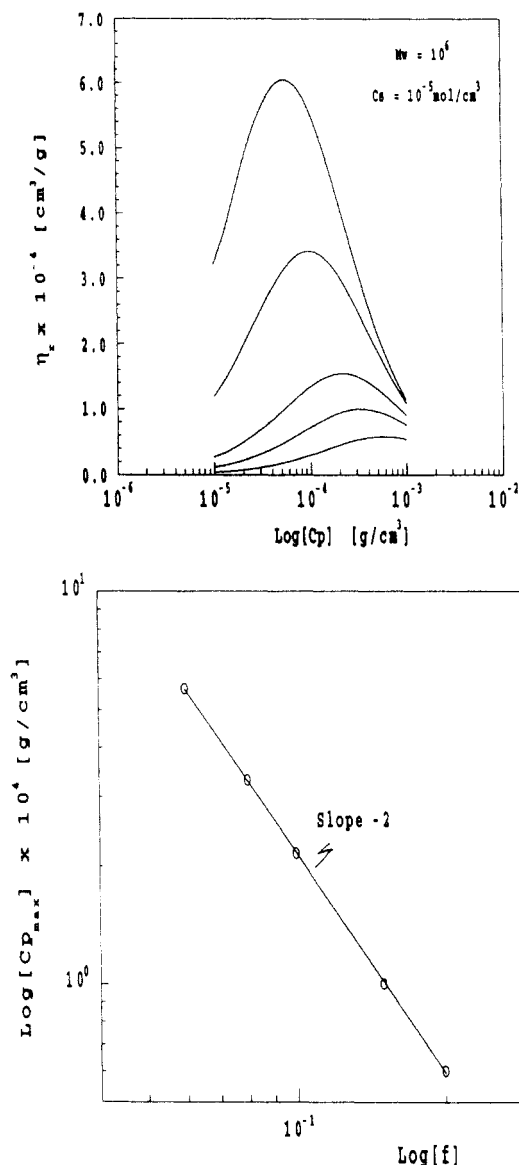 7.0
6.0
5.0
4.0
3.0
2.0
1.0
0.0
η_z x 10^-4 [cm^3/g]
Mw = 10^6
Cs = 10^-5 mol/cm^3
10^-6 10^-5 10^-4 10^-3 10^-2
Log[Cp] [g/cm^3]
10^1
10^0
Log[Cp_max] x 10^4 [g/cm^3]
Slope -2
10^-1
Log[f]